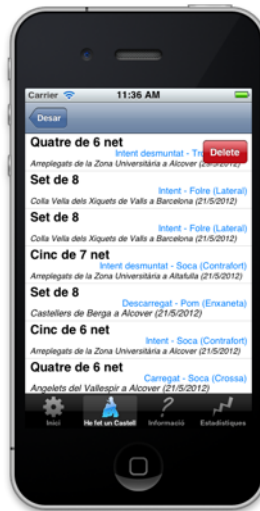 Carrier 11:36 AM
Desar
Quatre de 6 net
Intent desmuntat - Tro
Delete
Arreplegats de la Zona Universitària a Alcover (21/5/2012)
Set de 8
Intent - Folre (Lateral)
Colla Vella dels Xiquets de Valls a Barcelona (21/5/2012)
Set de 8
Intent - Folre (Lateral)
Colla Vella dels Xiquets de Valls a Barcelona (21/5/2012)
Cinc de 7 net
Intent desmuntat - Soca (Contrafort)
Arreplegats de la Zona Universitària a Altafulla (21/5/2012)
Set de 8
Descarregat - Pom (Enxaneta)
Castellers de Berga a Alcover (21/5/2012)
Cinc de 6 net
Intent - Soca (Contrafort)
Arreplegats de la Zona Universitària a Alcover (21/5/2012)
Quatre de 6 net
Carregat - Soca (Crossa)
Angelets del Vallespir a Alcover (21/5/2012)
Inici He fet un Castell Informació Estadístiques